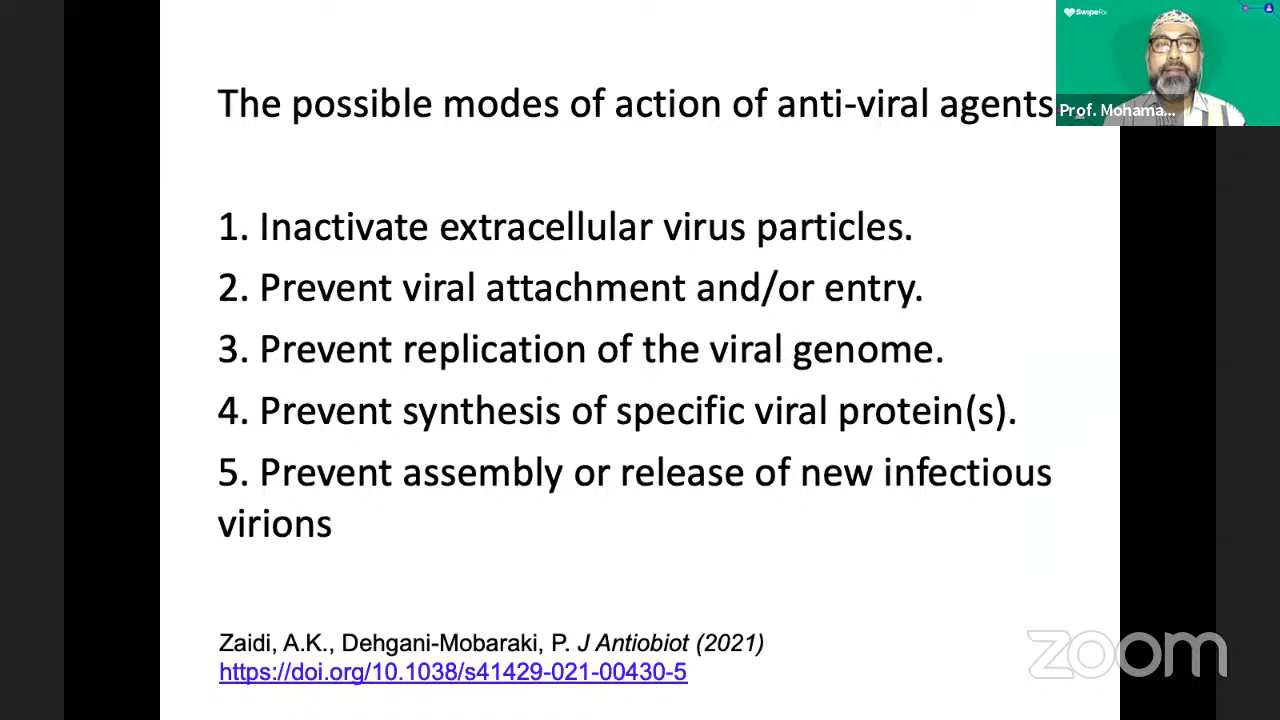 SwipeRx
The possible modes of action of anti-viral agents
Prof. Mohama...
1. Inactivate extracellular virus particles.
2. Prevent viral attachment and/or entry.
3. Prevent replication of the viral genome.
4. Prevent synthesis of specific viral protein(s).
5. Prevent assembly or release of new infectious
virions
Zaidi, A.K., Dehgani-Mobaraki, P. J Antiobiot (2021)
https://doi.org/10.1038/s41429-021-00430-5
zoom